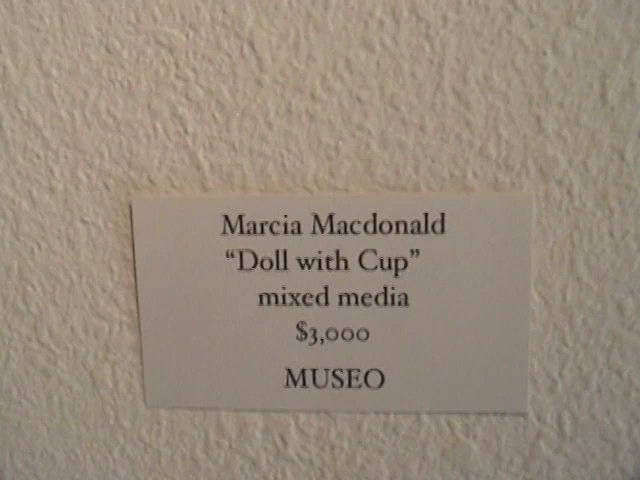 Marcia Macdonald
“Doll with Cup”
mixed media
$3,000
MUSEO